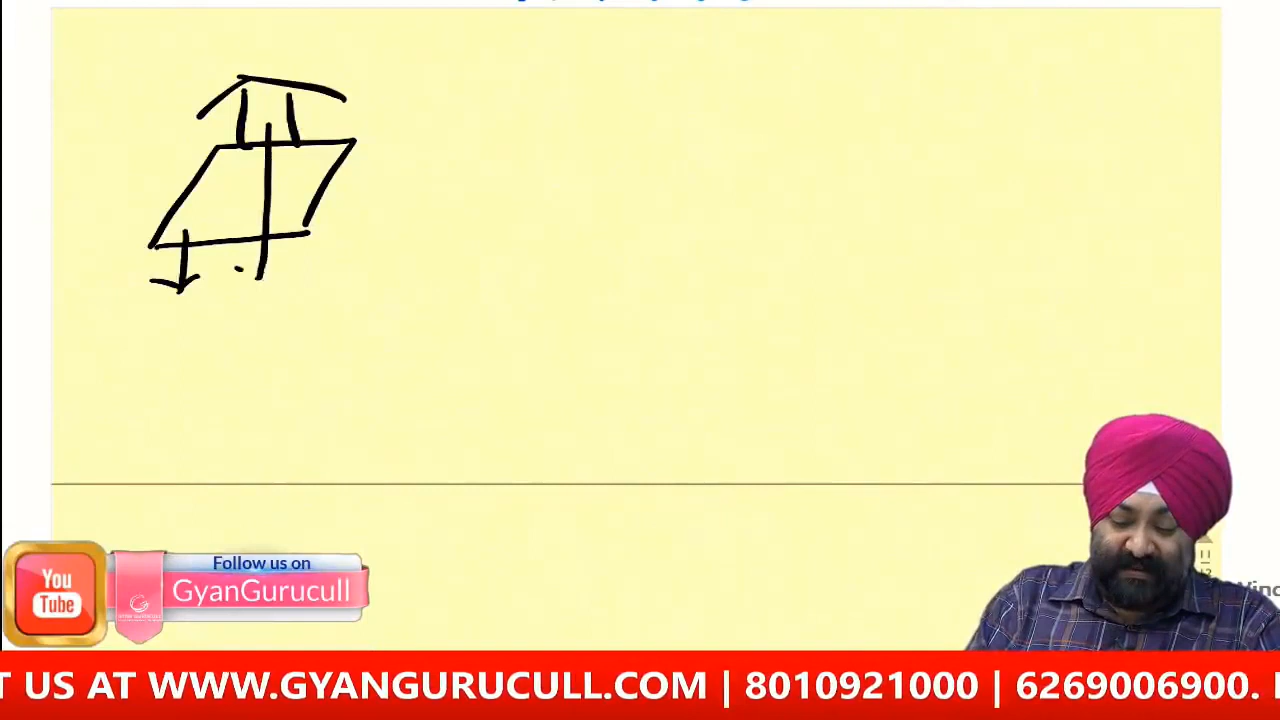 You
Tube
Follow us on
GyanGurucull
T US AT WWW.GYANGURUCULL.COM | 8010921000 | 6269006900.